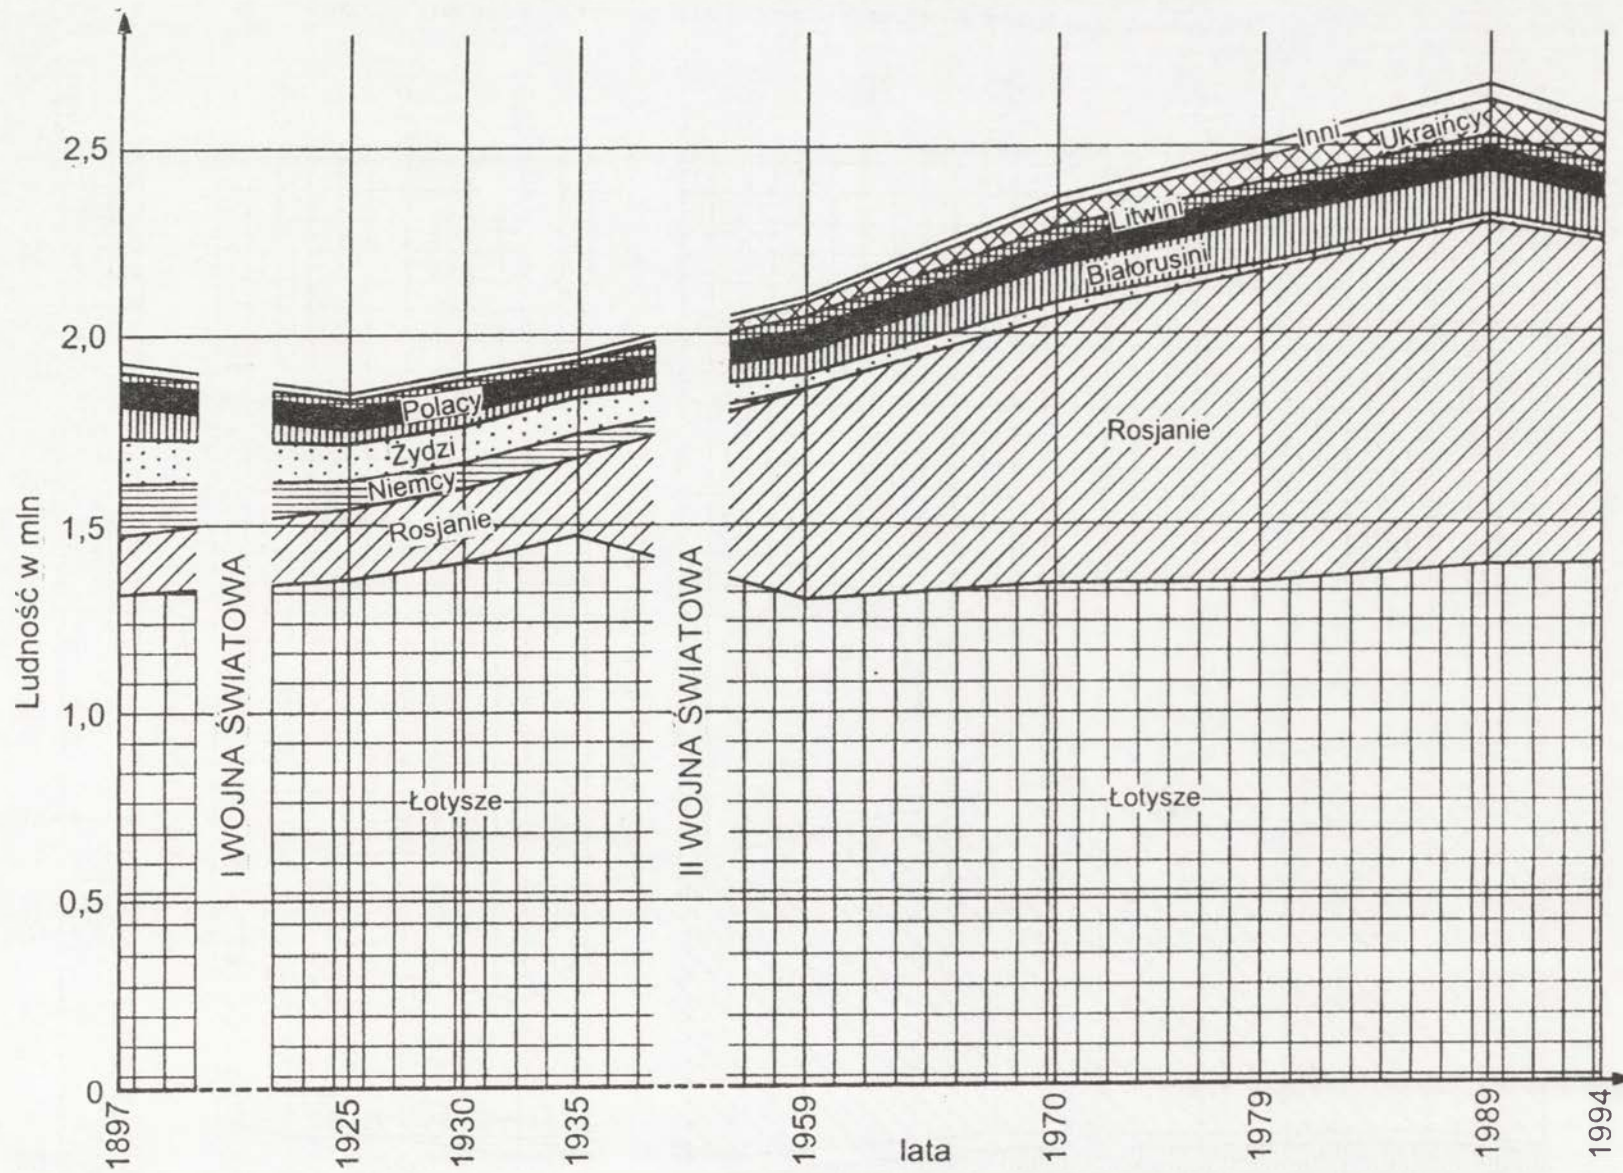 Ludność w mln
2,5
2,0
1,5
1,0
0,5
0
I WOJNA ŚWIATOWA
II WOJNA ŚWIATOWA
Inni
Ukraińcy
Litwini
Białorusini
Rosjanie
Polacy
Żydzi
Niemcy
Rosjanie
Łotysze
Łotysze
1897
1925
1930
1935
1959
1970
1979
1989
1994
lata